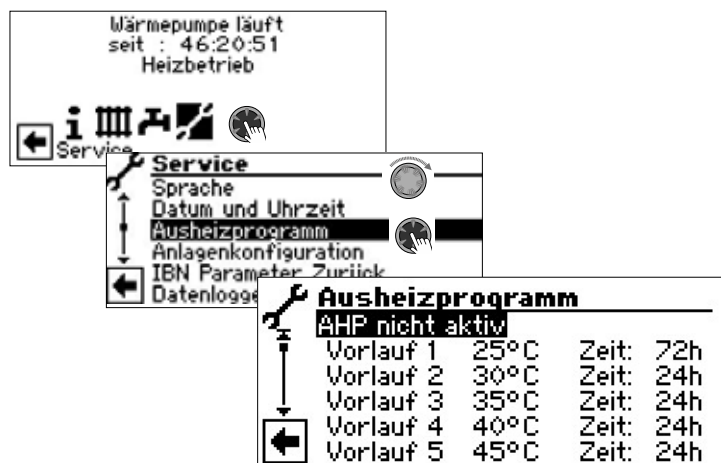 Wärmepumpe läuft
seit : 46:20:51
Heizbetrieb
Service
Service
Sprache
Datum und Uhrzeit
Ausheizprogramm
Anlagenkonfiguration
IBN Parameter Zurück
Datenlogge
Ausheizprogramm
AHP nicht aktiv
Vorlauf 1 25°C Zeit: 72h
Vorlauf 2 30°C Zeit: 24h
Vorlauf 3 35°C Zeit: 24h
Vorlauf 4 40°C Zeit: 24h
Vorlauf 5 45°C Zeit: 24h